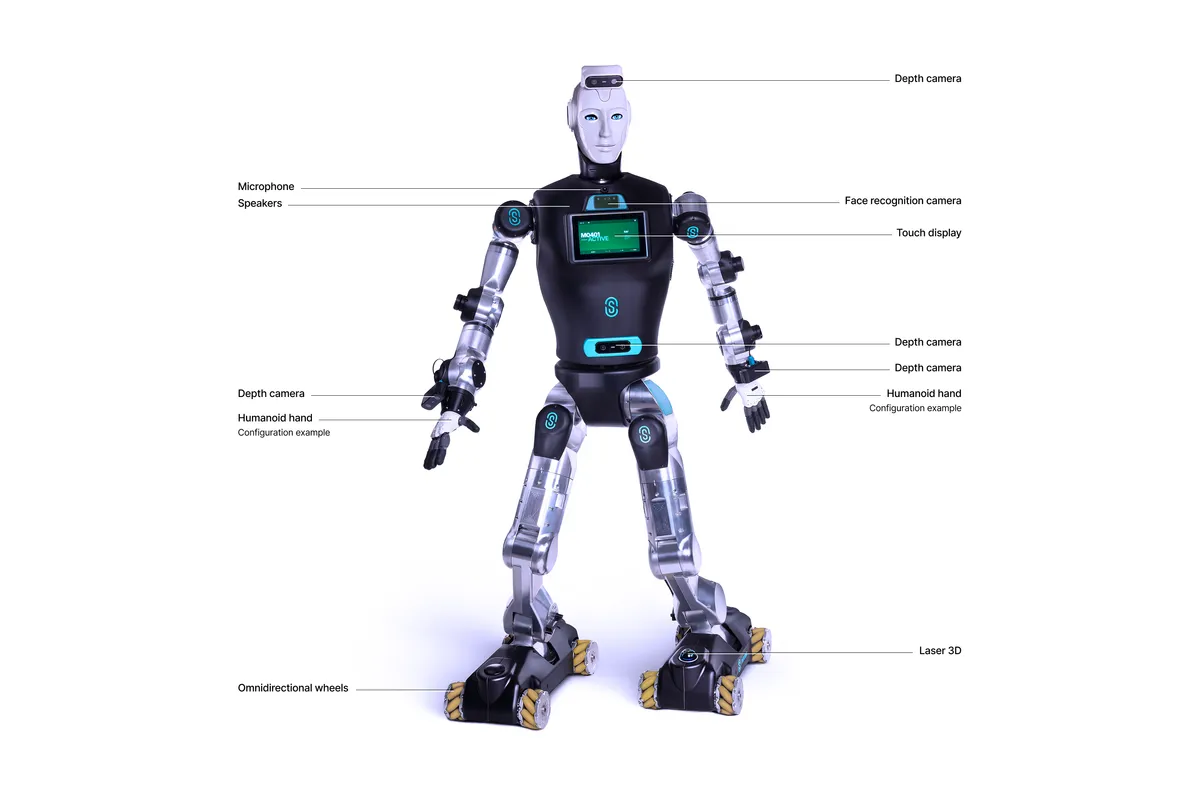 Depth camera
Microphone
Speakers
Face recognition camera
Touch display
M0401
ACTIVE
Depth camera
Depth camera
Depth camera
Humanoid hand
Configuration example
Humanoid hand
Configuration example
Laser 3D
Omnidirectional wheels